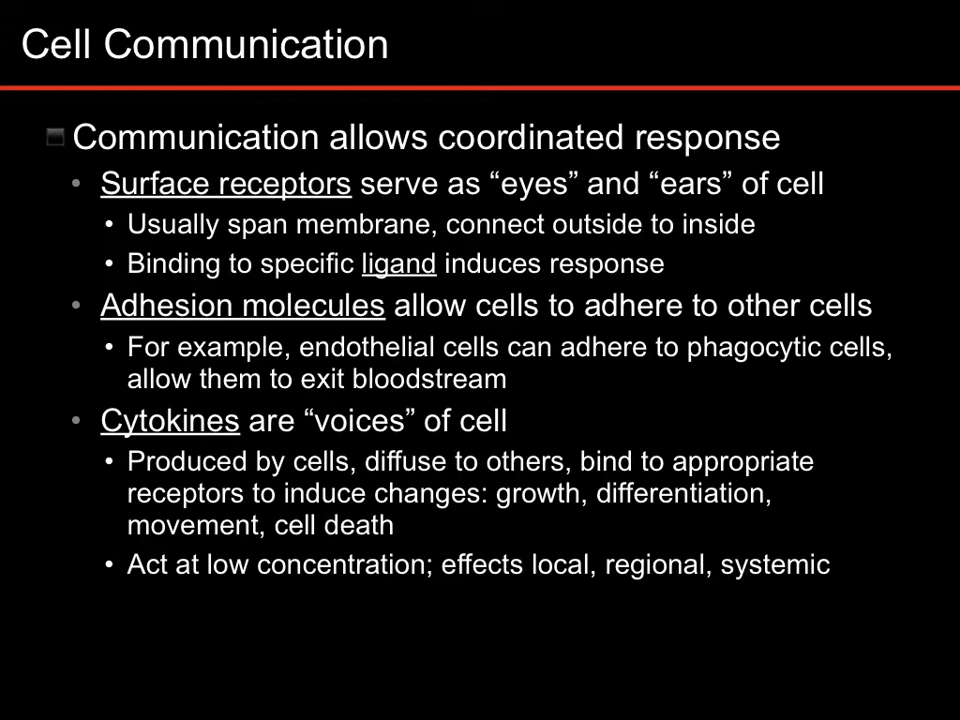 Cell Communication
Communication allows coordinated response
• Surface receptors serve as “eyes” and “ears” of cell
• Usually span membrane, connect outside to inside
• Binding to specific ligand induces response
• Adhesion molecules allow cells to adhere to other cells
• For example, endothelial cells can adhere to phagocytic cells,
allow them to exit bloodstream
• Cytokines are “voices” of cell
• Produced by cells, diffuse to others, bind to appropriate
receptors to induce changes: growth, differentiation,
movement, cell death
• Act at low concentration; effects local, regional, systemic